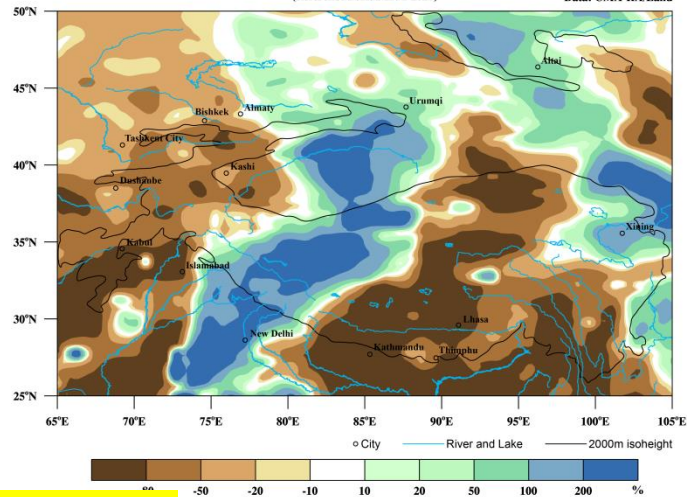 50°N
Altai
45°N
Urumqi
Almaty
Bishkek
Tashkent City
40°N
Kashi
Dushanbe
Xining
35°N
Kabul
Islamabad
30°N
Lhasa
New Delhi
Kathmandu
Thimphu
25°N
65°E 70°E 75°E 80°E 85°E 90°E 95°E 100°E 105°E
City River and Lake 2000m isoheight
-50 -20 -10 10 20 50 100 200 %